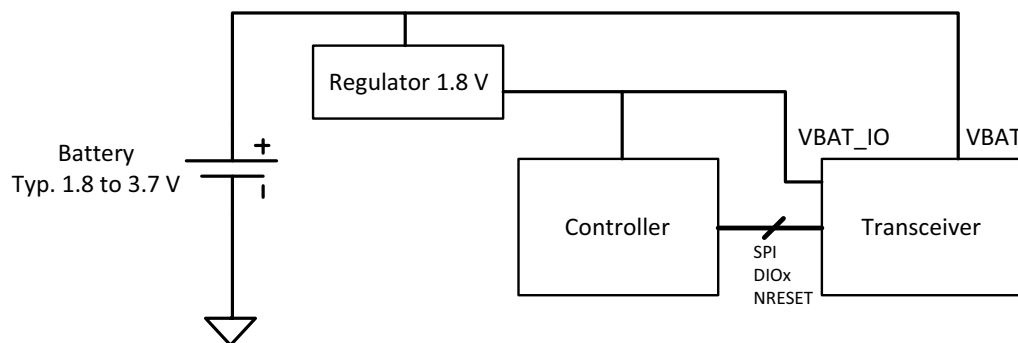 Regulator 1.8 V
VBAT_IO
VBAT
Battery
Typ. 1.8 to 3.7 V
+
Controller
Transceiver
SPI
DIOx
NRESET